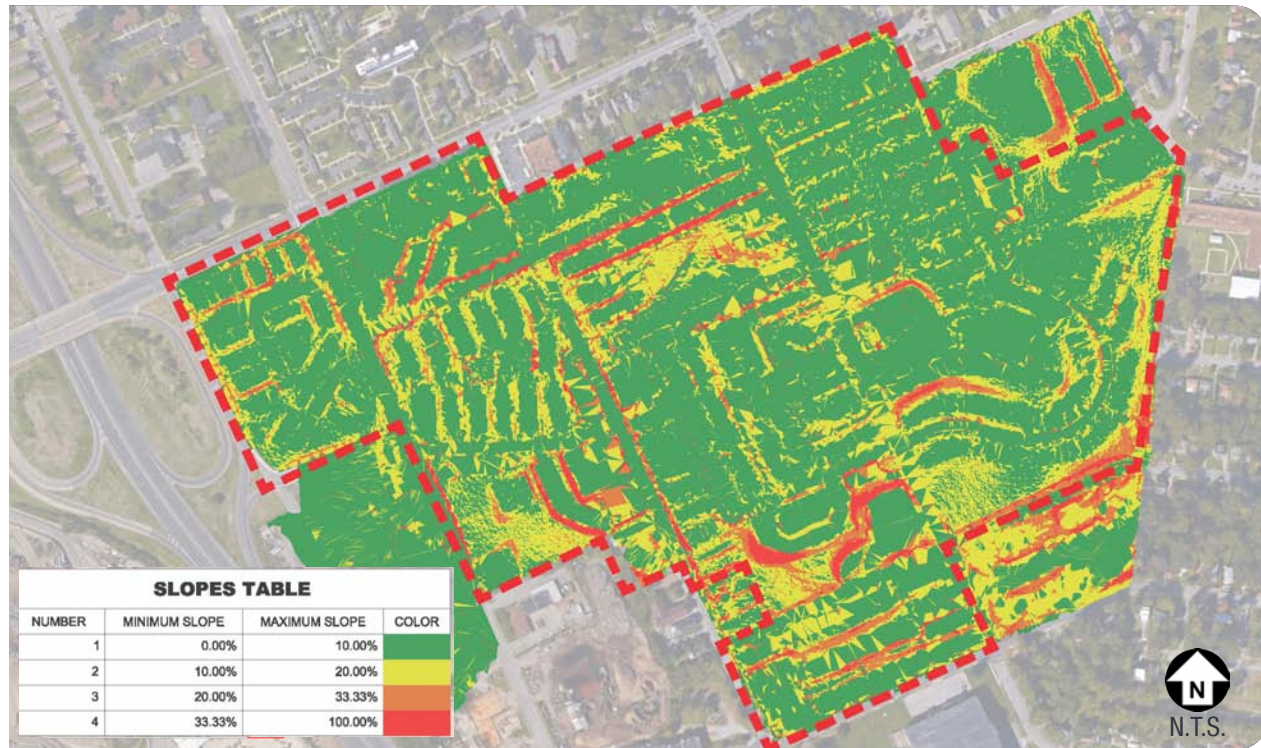 SLOPES TABLE
NUMBER MINIMUM SLOPE MAXIMUM SLOPE COLOR
1 0.00% 10.00%
2 10.00% 20.00%
3 20.00% 33.33%
4 33.33% 100.00%
N
N.T.S.